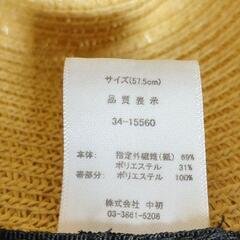 サイズ(57.5cm)
品質表示
34-15560
本体: 指定外繊維(紙) 69%
ポリエステル 31%
帯部分: ポリエステル 100%
株式会社 中初
03-3861-5208